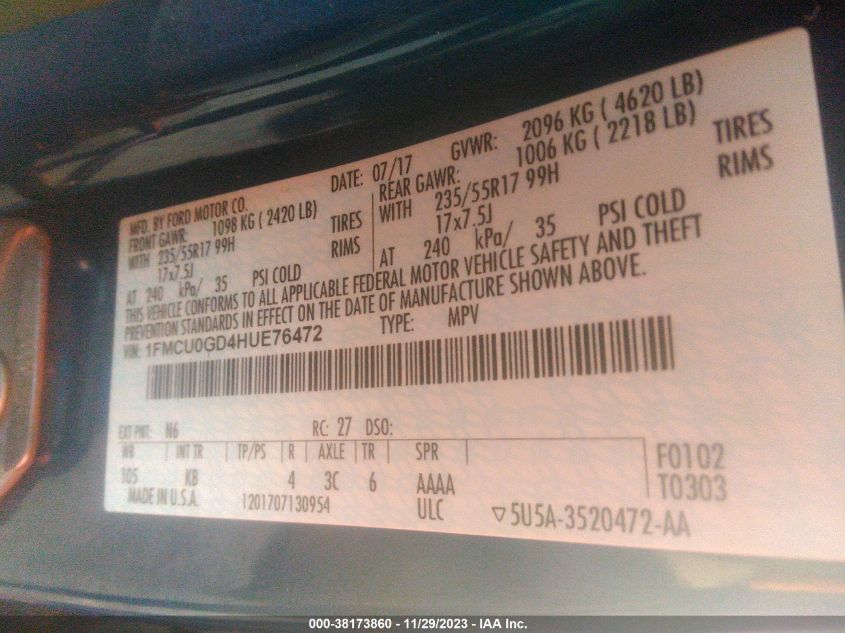 MFD. BY FORD MOTOR CO.
DATE: 07/17
GVWR: 2096 KG ( 4620 LB)
FRONT GAWR: 1098 KG ( 2420 LB)
WITH 235/55R17 99H TIRES
17x7.5J RIMS
AT 240 kPa/ 35 PSI COLD
REAR GAWR: 1006 KG ( 2218 LB)
WITH 235/55R17 99H TIRES
17x7.5J RIMS
AT 240 kPa/ 35 PSI COLD
THIS VEHICLE CONFORMS TO ALL APPLICABLE FEDERAL MOTOR VEHICLE SAFETY AND THEFT
PREVENTION STANDARDS IN EFFECT ON THE DATE OF MANUFACTURE SHOWN ABOVE.
VIN: 1FMCU0GD4HUE76472 TYPE: MPV
EXT PNT: N6 RC: 27 DSO:
WB INT TR TP/PS R AXLE TR SPR
105 KB 4 3C 6 AAAA
F0102
T0303
MADE IN U.S.A. 1201707130954 ULC ▽5U5A-3520472-AA
000-38173860 - 11/29/2023 - IAA Inc.